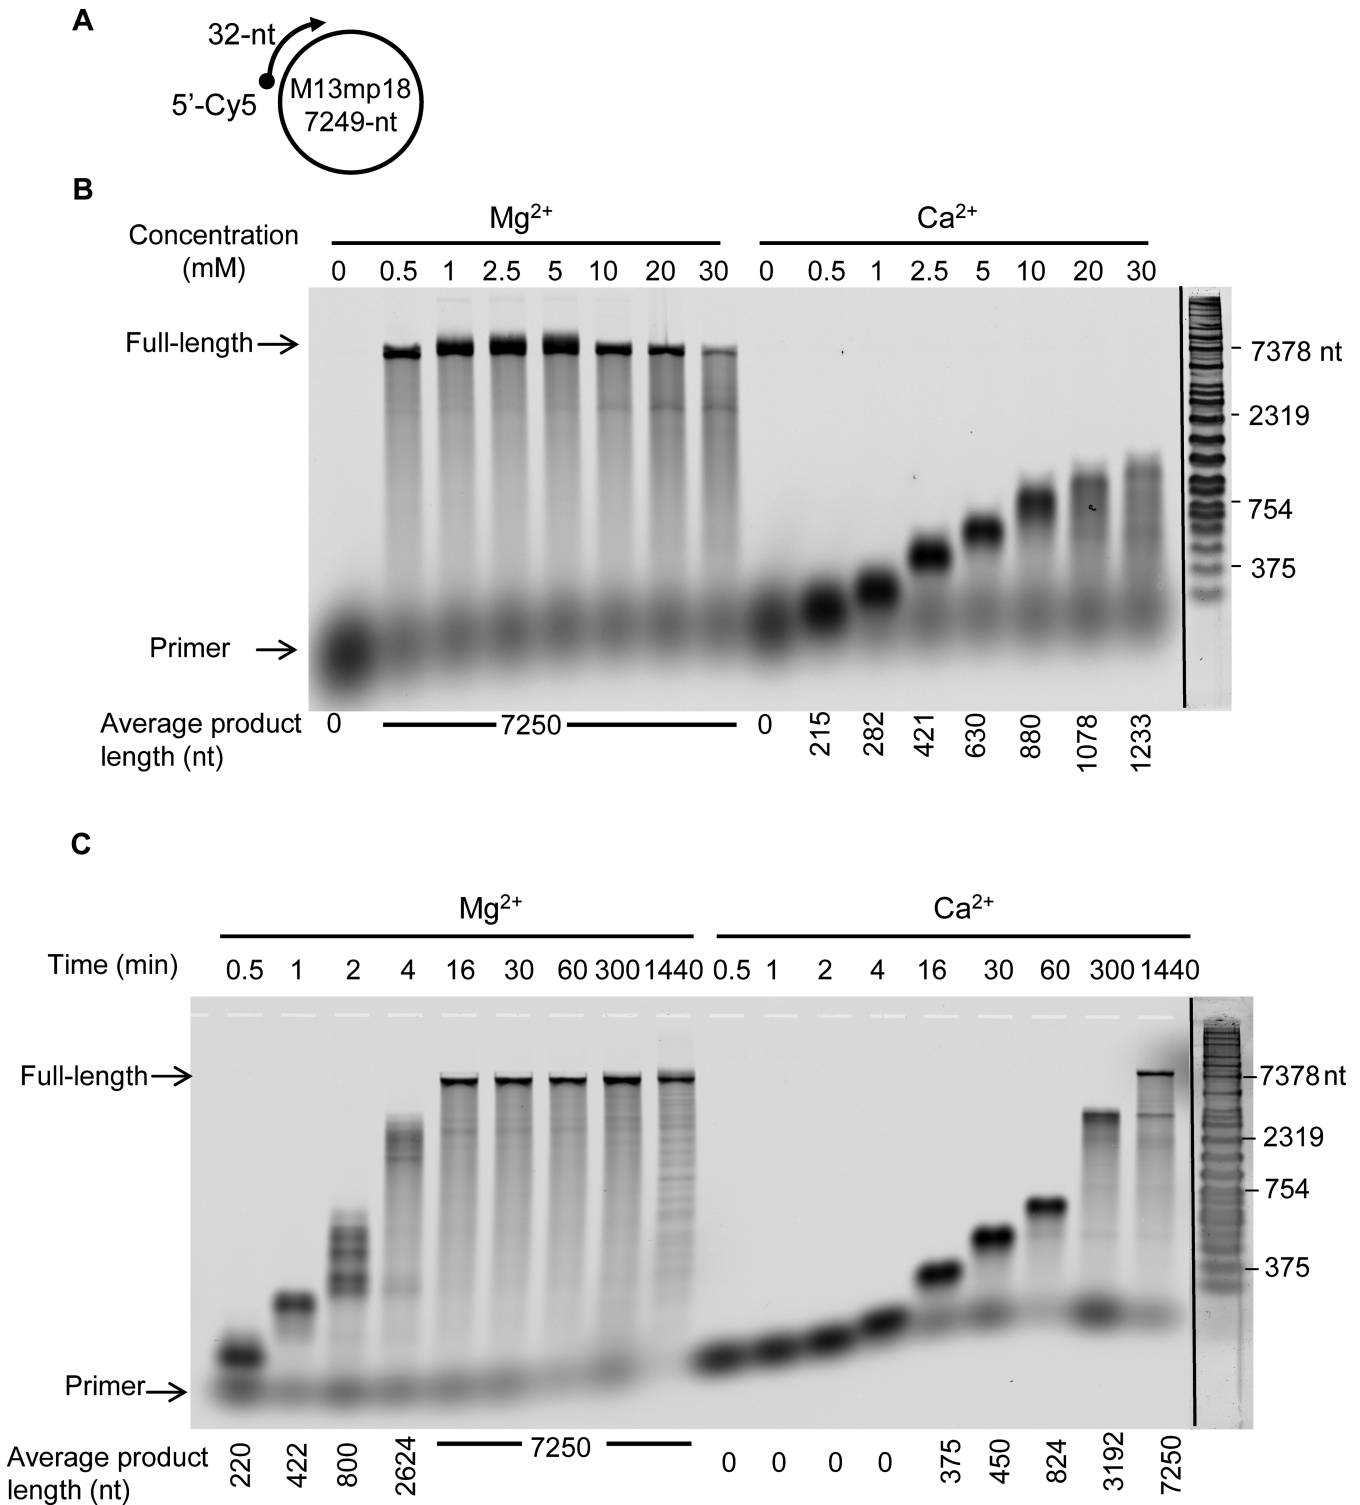 A
32-nt
5’-Cy5
M13mp18
7249-nt
B
Mg2+
Ca2+
Concentration
(mM)
0 0.5 1 2.5 5 10 20 30 0 0.5 1 2.5 5 10 20 30
Full-length
7378 nt
2319
754
375
Primer
Average product
length (nt)
0 7250 0 215 282 421 630 880 1078 1233
C
Mg2+
Ca2+
Time (min)
0.5 1 2 4 16 30 60 300 1440 0.5 1 2 4 16 30 60 300 1440
Full-length
7378 nt
2319
754
375
Primer
Average product
length (nt)
220 422 800 2624 7250 0 0 0 0 375 450 824 3192 7250